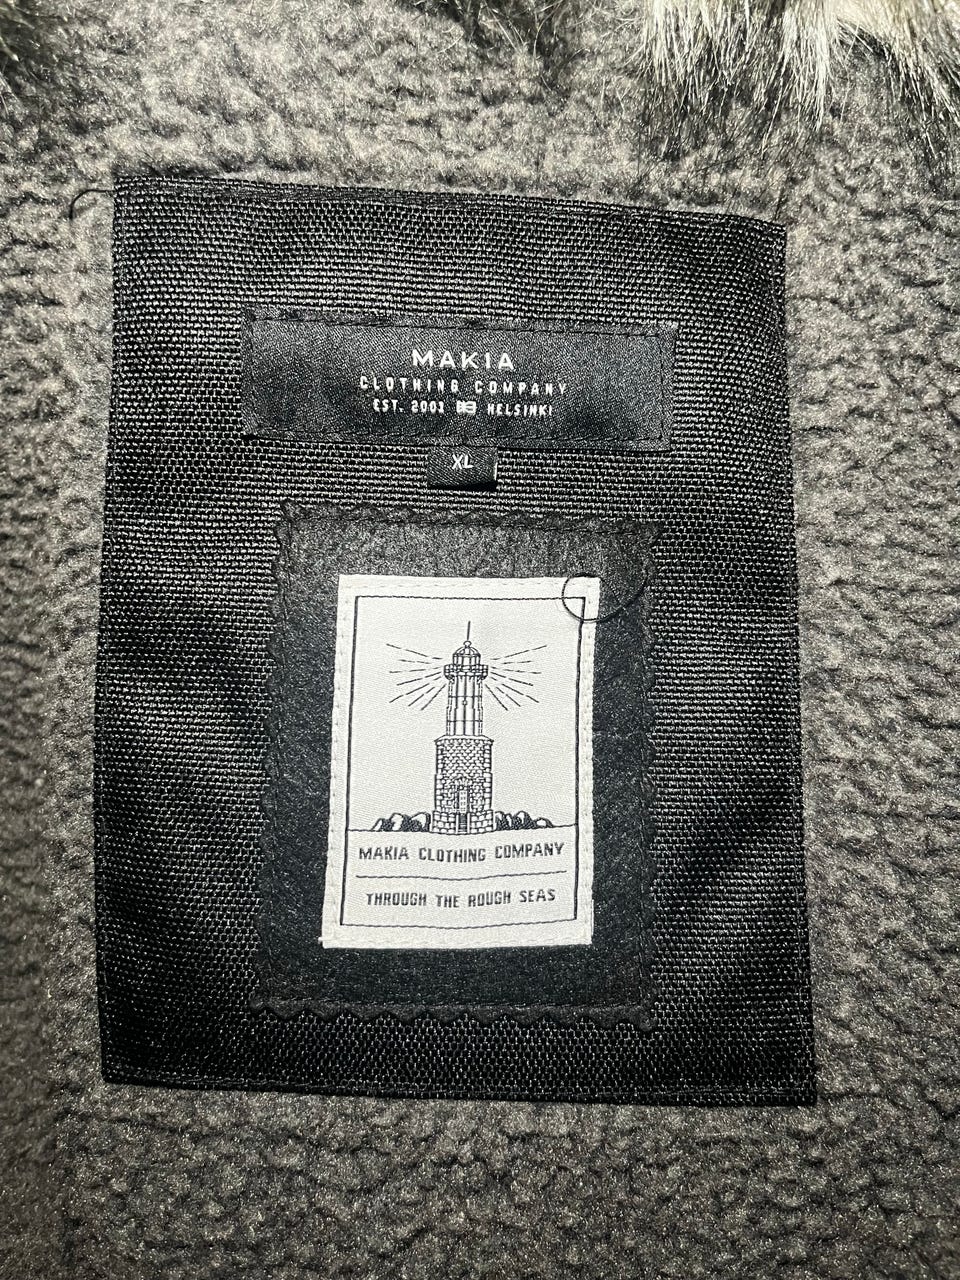 MAKIA
CLOTHING COMPANY
EST. 2001 HELSINKI
XL
MAKIA CLOTHING COMPANY
THROUGH THE ROUGH SEAS